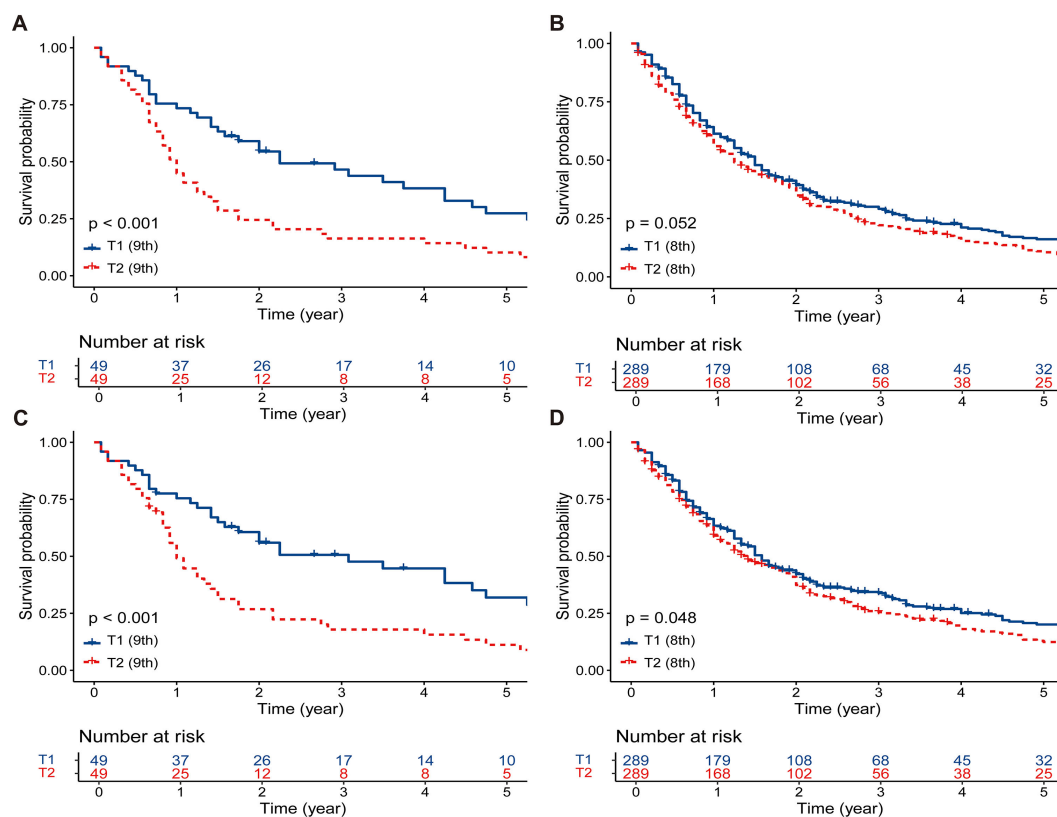 A
Survival probability
1.00
0.75
0.50
0.25
0.00
p < 0.001
T1 (9th)
T2 (9th)
0 1 2 3 4 5
Time (year)
Number at risk
T1 49 37 26 17 14 10
T2 49 25 12 8 8 5
0 1 2 3 4 5
Time (year)
B
Survival probability
1.00
0.75
0.50
0.25
0.00
p = 0.052
T1 (8th)
T2 (8th)
0 1 2 3 4 5
Time (year)
Number at risk
T1 289 179 108 68 45 32
T2 289 168 102 56 38 25
0 1 2 3 4 5
Time (year)
C
Survival probability
1.00
0.75
0.50
0.25
0.00
p < 0.001
T1 (9th)
T2 (9th)
0 1 2 3 4 5
Time (year)
Number at risk
T1 49 37 26 17 14 10
T2 49 25 12 8 8 5
0 1 2 3 4 5
Time (year)
D
Survival probability
1.00
0.75
0.50
0.25
0.00
p = 0.048
T1 (8th)
T2 (8th)
0 1 2 3 4 5
Time (year)
Number at risk
T1 289 179 108 68 45 32
T2 289 168 102 56 38 25
0 1 2 3 4 5
Time (year)